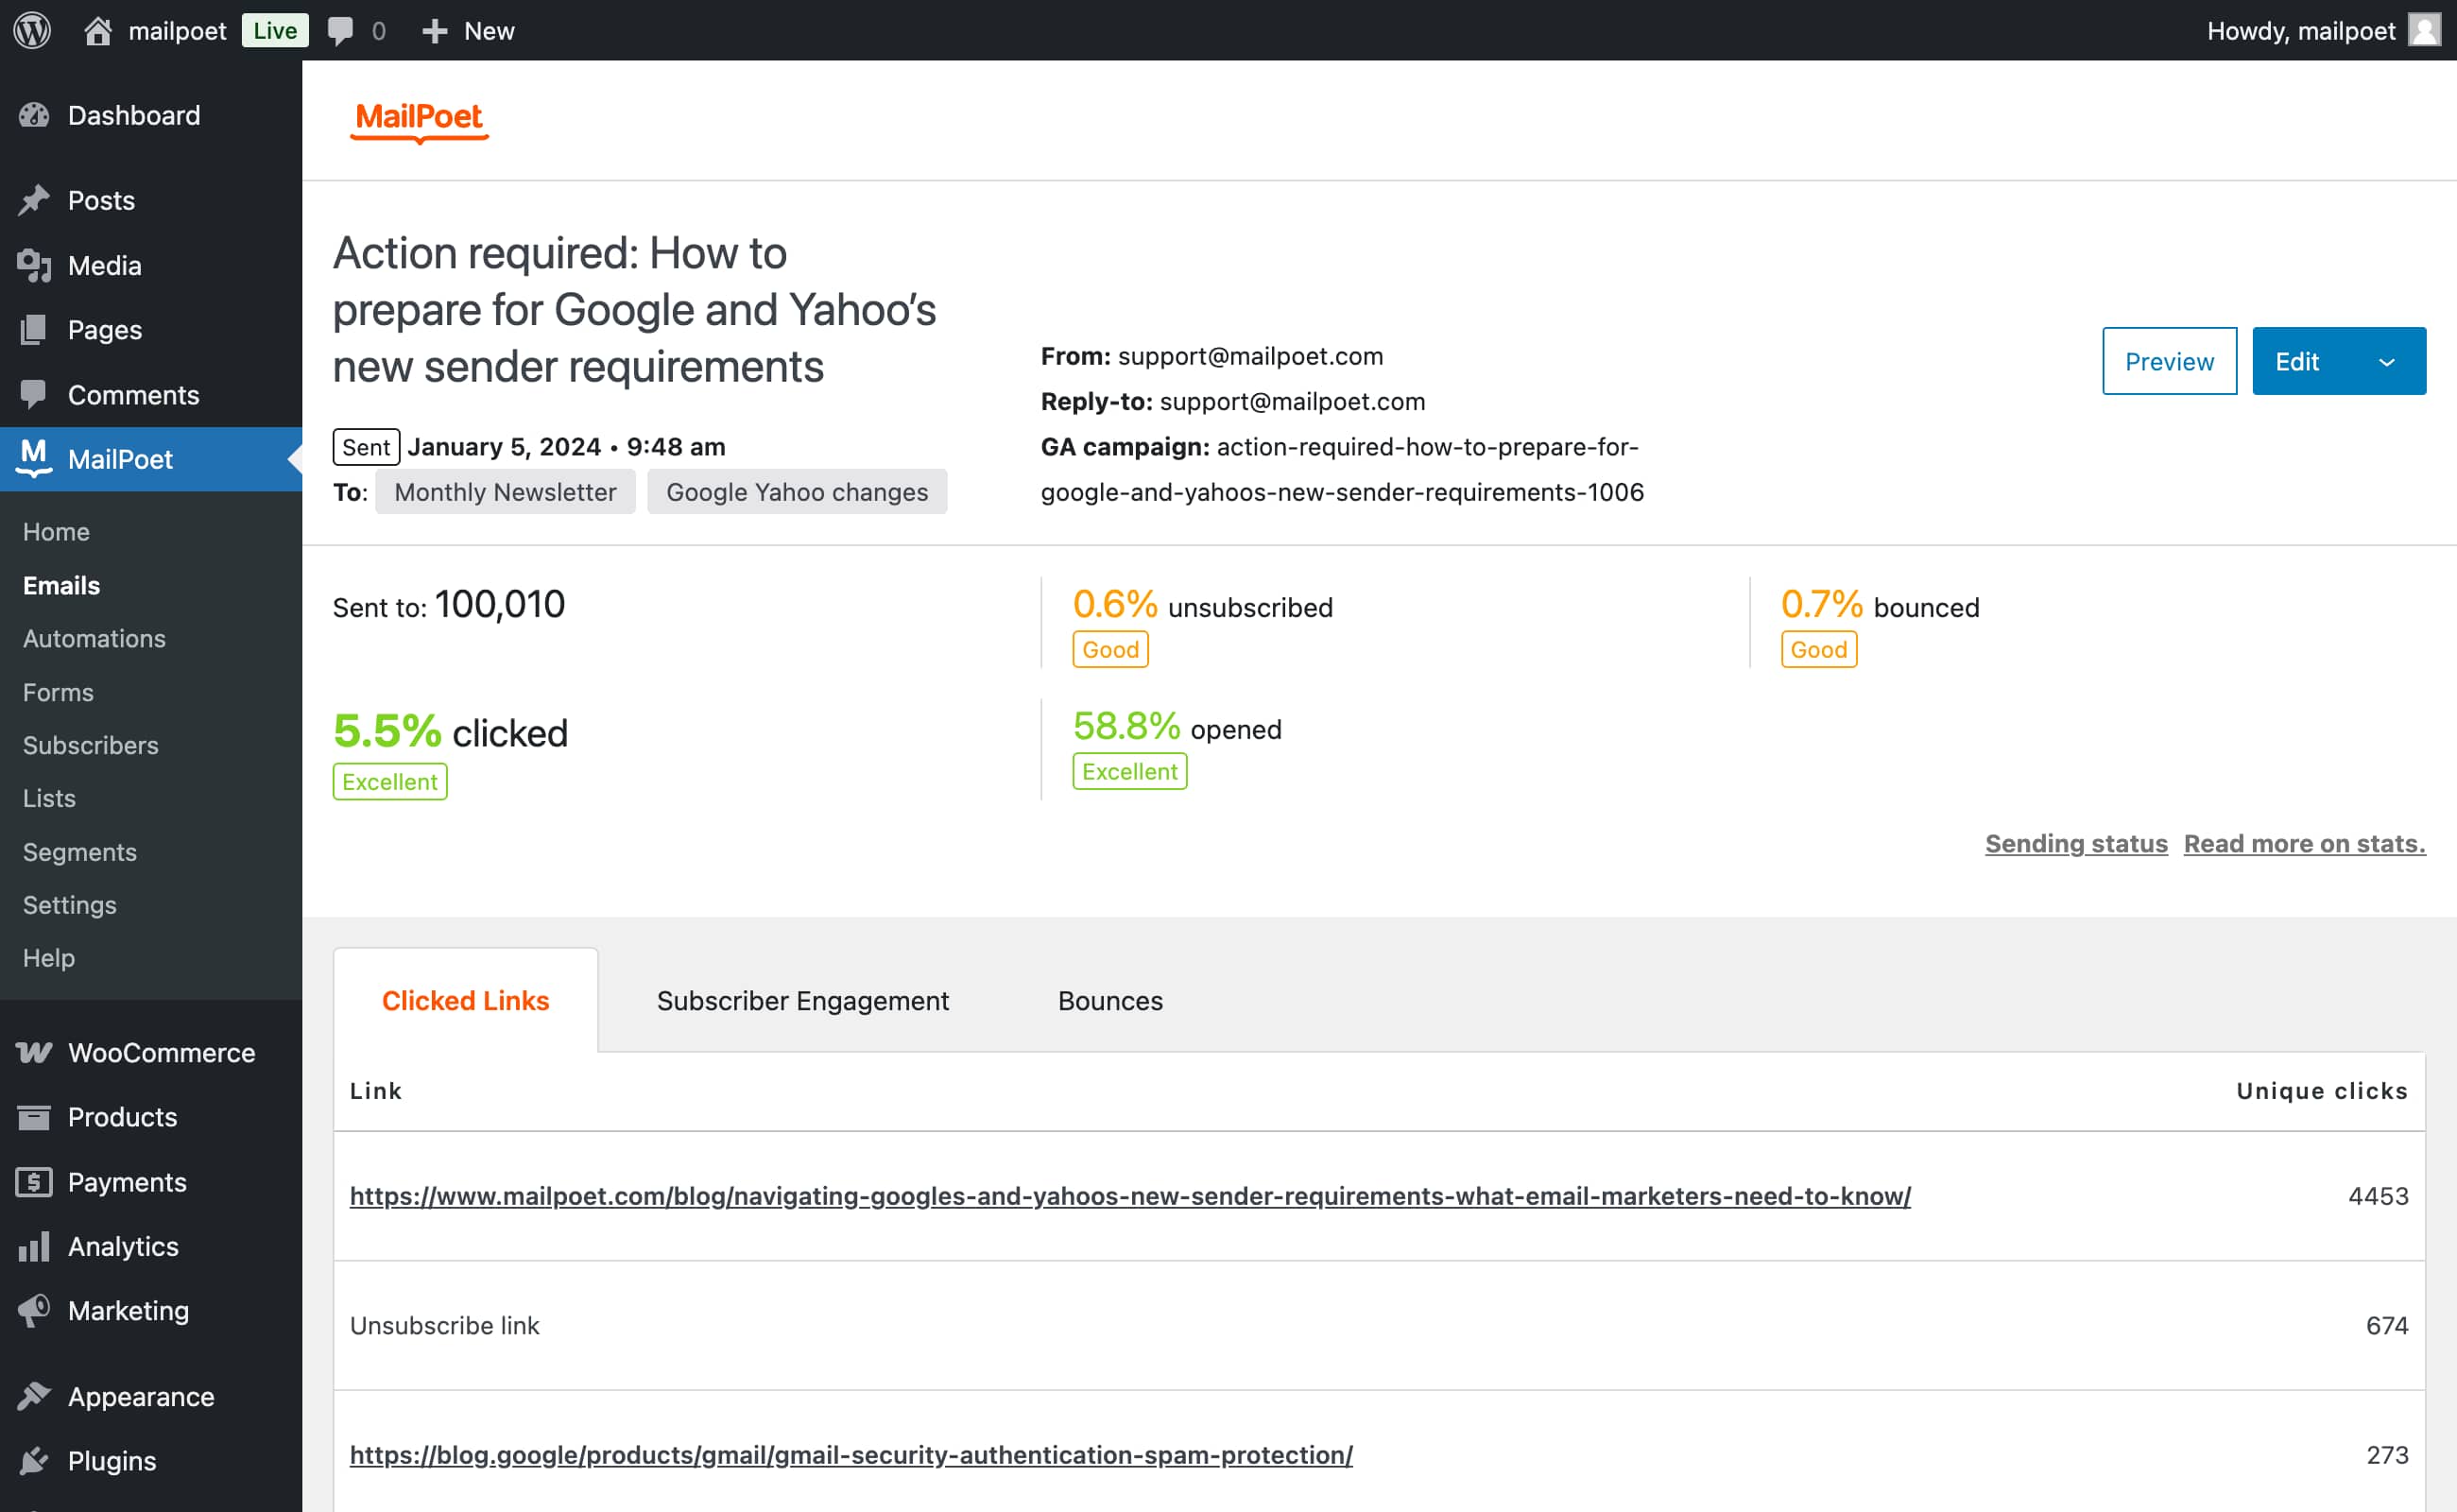 mailpoet Live 0 New Howdy, mailpoet
Dashboard
Posts
Media
Pages
Comments
MailPoet
Home
Emails
Automations
Forms
Subscribers
Lists
Segments
Settings
Help
WooCommerce
Products
Payments
Analytics
Marketing
Appearance
Plugins
MailPoet
Action required: How to
prepare for Google and Yahoo’s
new sender requirements
Sent January 5, 2024 • 9:48 am
To: Monthly Newsletter Google Yahoo changes
From: support@mailpoet.com
Reply-to: support@mailpoet.com
GA campaign: action-required-how-to-prepare-for-
google-and-yahoos-new-sender-requirements-1006
Preview Edit
Sent to: 100,010
0.6% unsubscribed
Good
0.7% bounced
Good
5.5% clicked
Excellent
58.8% opened
Excellent
Sending status Read more on stats.
Clicked Links Subscriber Engagement Bounces
Link Unique clicks
https://www.mailpoet.com/blog/navigating-googles-and-yahoos-new-sender-requirements-what-email-marketers-need-to-know/ 4453
Unsubscribe link 674
https://blog.google/products/gmail/gmail-security-authentication-spam-protection/ 273